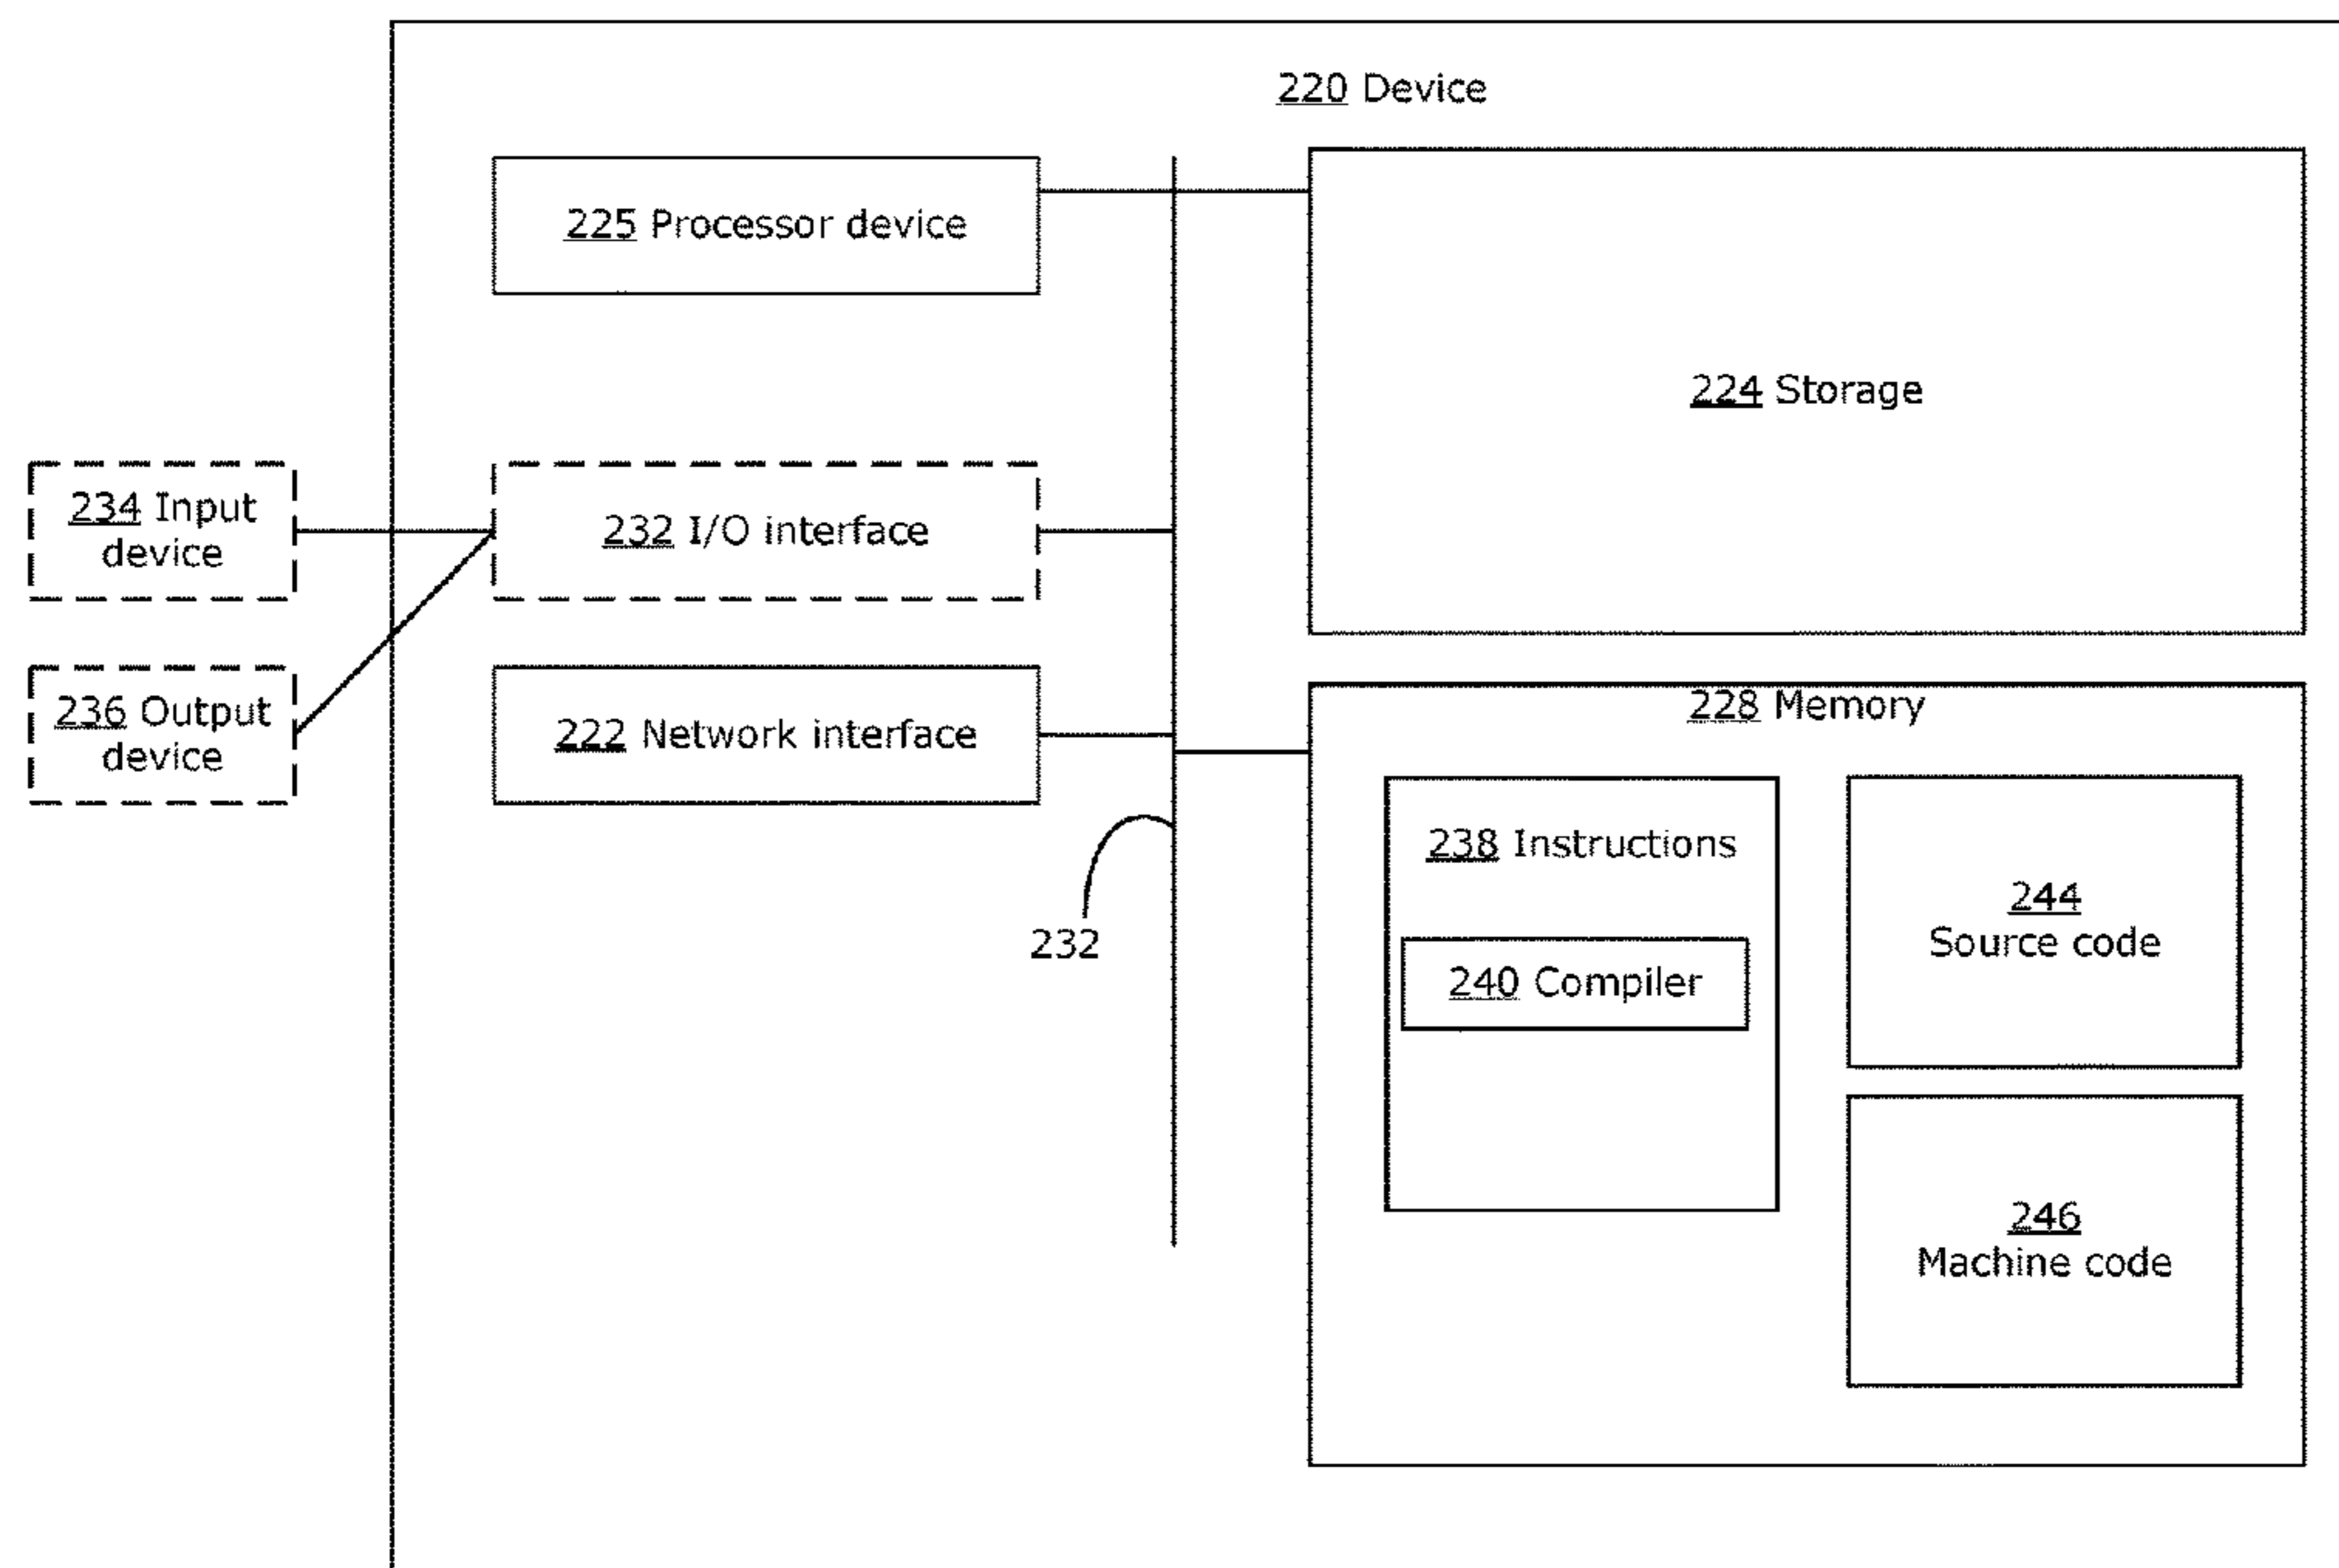 220 Device
225 Processor device
224 Storage
234 Input
device
232 I/O interface
236 Output
device
222 Network interface
228 Memory
238 Instructions
240 Compiler
244
Source code
232
246
Machine code